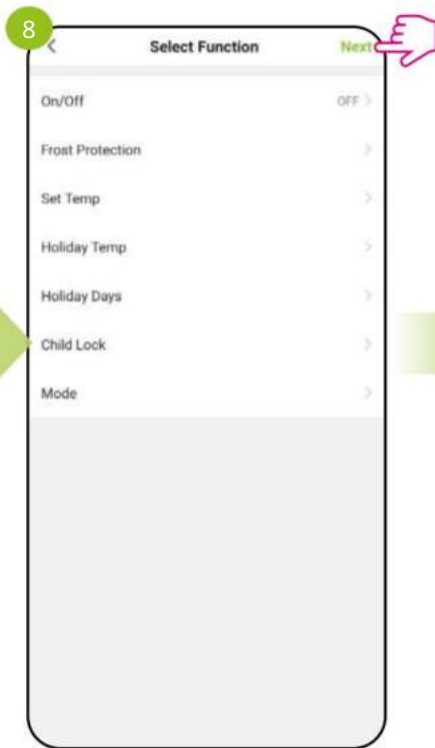 8
Select Function Next
On/Off OFF
Frost Protection
Set Temp
Holiday Temp
Holiday Days
Child Lock
Mode